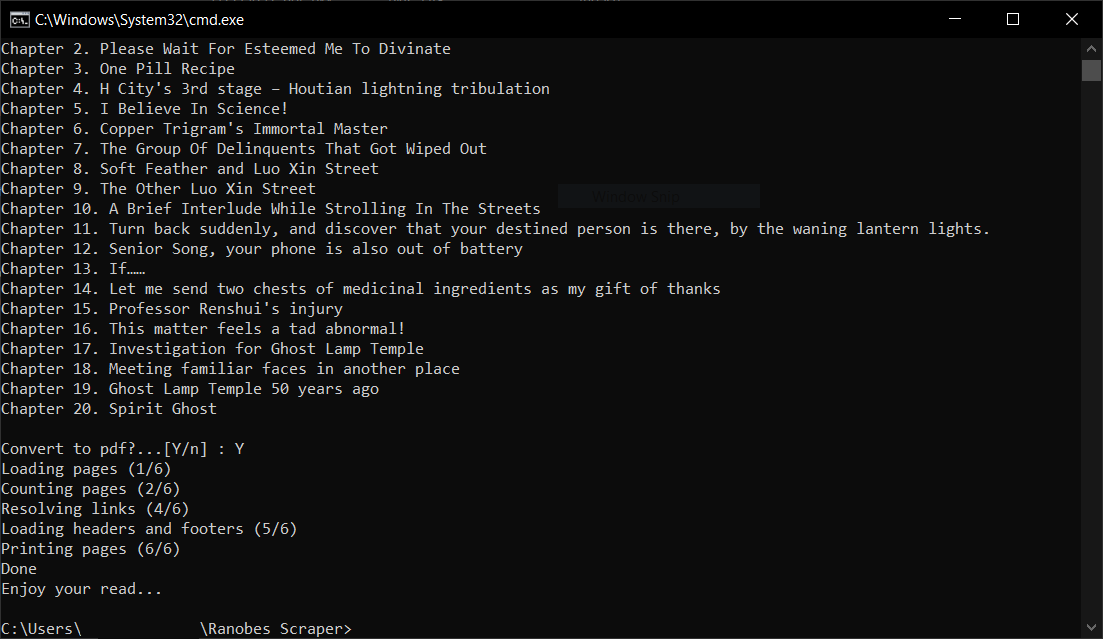 C:\Windows\System32\cmd.exe
Chapter 2. Please Wait For Esteemed Me To Divinate
Chapter 3. One Pill Recipe
Chapter 4. H City's 3rd stage – Houtian lightning tribulation
Chapter 5. I Believe In Science!
Chapter 6. Copper Trigram's Immortal Master
Chapter 7. The Group Of Delinquents That Got Wiped Out
Chapter 8. Soft Feather and Luo Xin Street
Chapter 9. The Other Luo Xin Street
Window Snip
Chapter 10. A Brief Interlude While Strolling In The Streets
Chapter 11. Turn back suddenly, and discover that your destined person is there, by the waning lantern lights.
Chapter 12. Senior Song, your phone is also out of battery
Chapter 13. If……
Chapter 14. Let me send two chests of medicinal ingredients as my gift of thanks
Chapter 15. Professor Renshui's injury
Chapter 16. This matter feels a tad abnormal!
Chapter 17. Investigation for Ghost Lamp Temple
Chapter 18. Meeting familiar faces in another place
Chapter 19. Ghost Lamp Temple 50 years ago
Chapter 20. Spirit Ghost
Convert to pdf?...[Y/n] : Y
Loading pages (1/6)
Counting pages (2/6)
Resolving links (4/6)
Loading headers and footers (5/6)
Printing pages (6/6)
Done
Enjoy your read...
C:\Users\ \Ranobes Scraper>